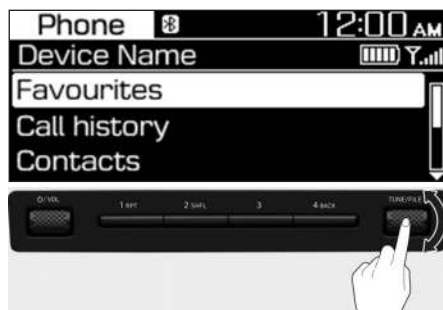 Phone 12:00 AM
Device Name
Favourites
Call history
Contacts
⏻/VOL 1 RPT 2 SHFL 3 4 BACK TUNE/FILE